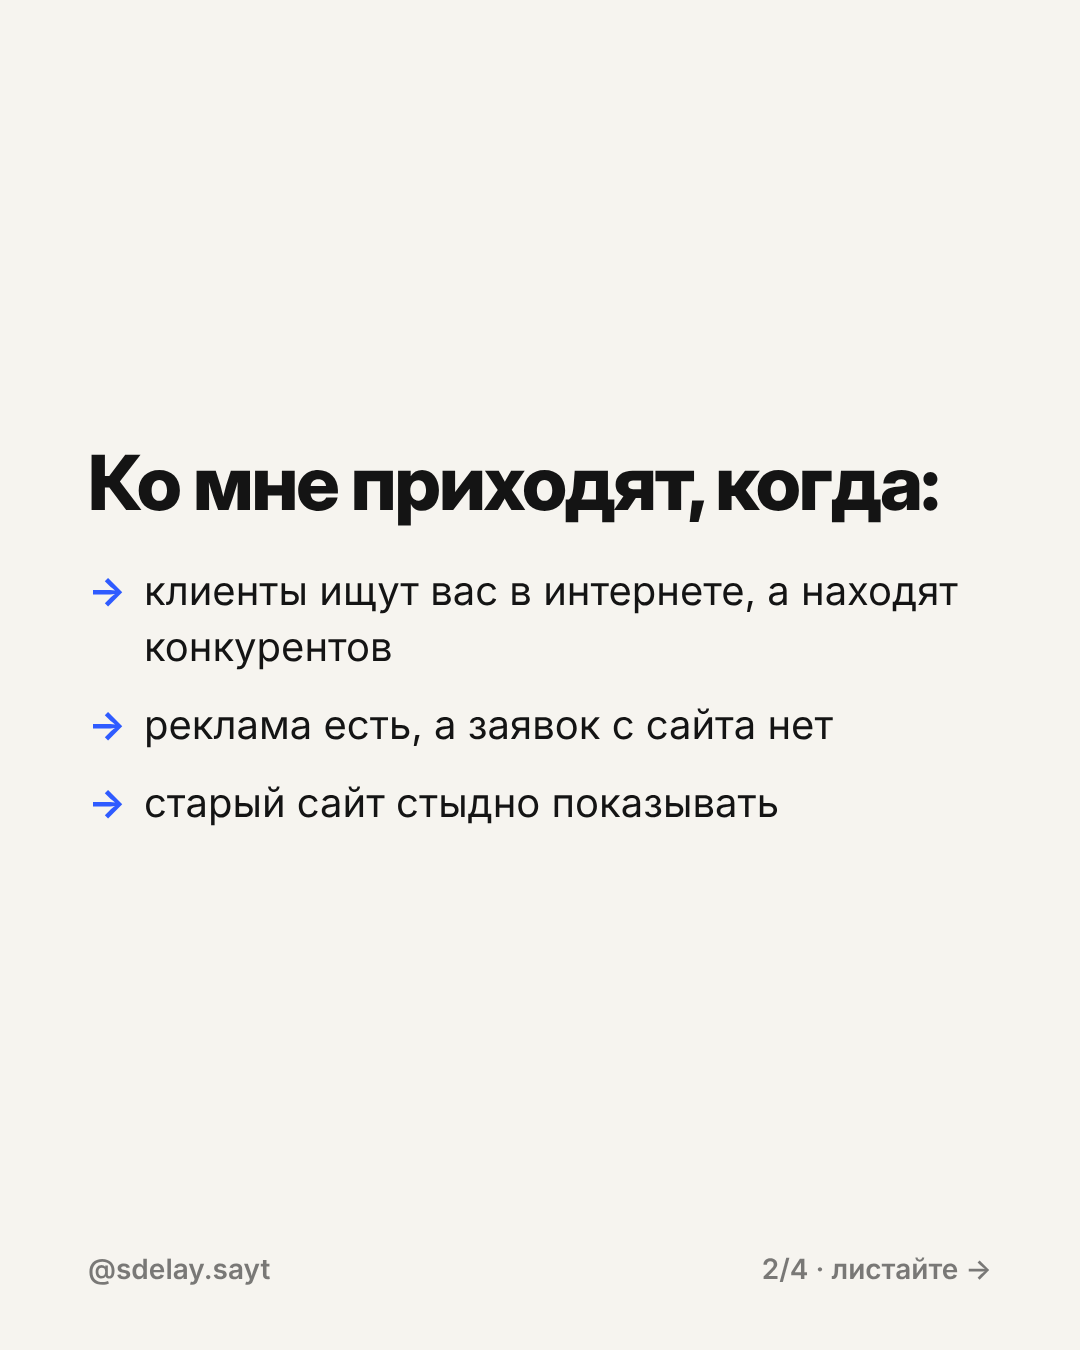 Ко мне приходят, когда:
→ клиенты ищут вас в интернете, а находят
конкурентов
→ реклама есть, а заявок с сайта нет
→ старый сайт стыдно показывать
@sdelay.sayt
2/4 · листайте →